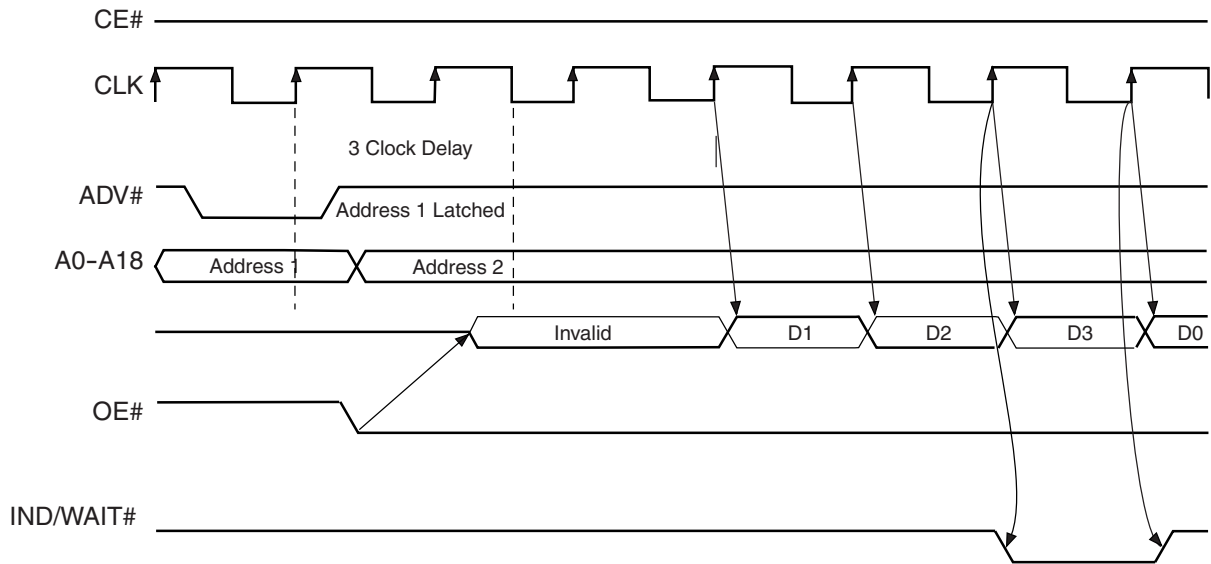 CE#
CLK
3 Clock Delay
ADV#
Address 1 Latched
A0-A18
Address 1
Address 2
Invalid
D1
D2
D3
D0
OE#
IND/WAIT#